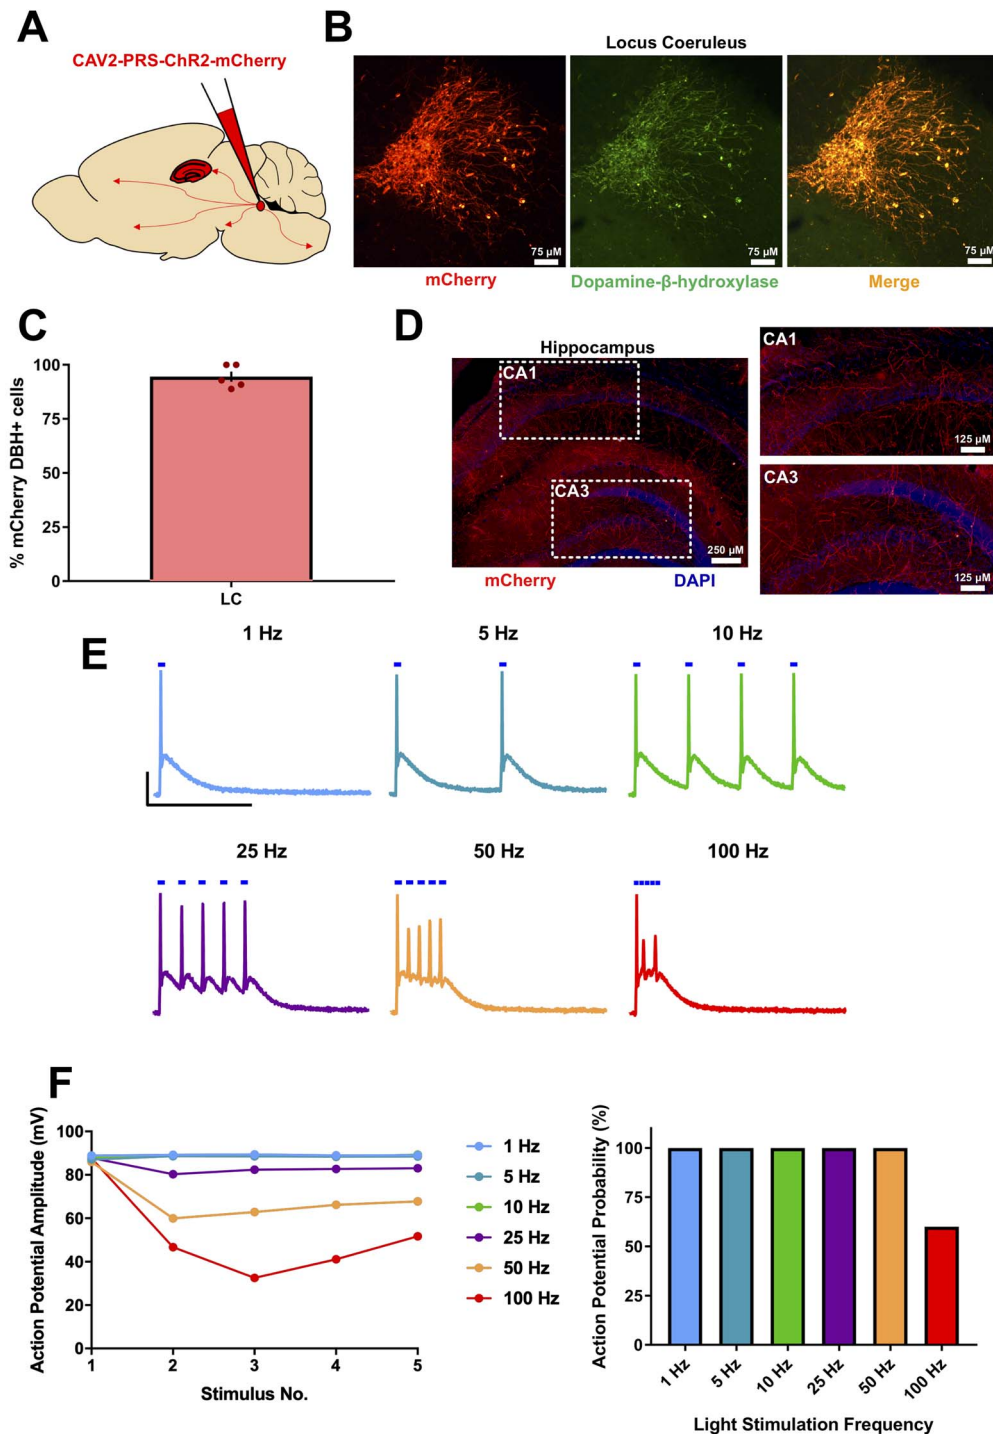 A
CAV2-PRS-ChR2-mCherry
B
Locus Coeruleus
75 µM
75 µM
75 µM
mCherry
Dopamine-β-hydroxylase
Merge
C
% mCherry DBH+ cells
100
75
50
25
0
LC
D
Hippocampus
CA1
CA3
250 µM
mCherry
DAPI
CA1
125 µM
CA3
125 µM
E
1 Hz
5 Hz
10 Hz
25 Hz
50 Hz
100 Hz
F
Action Potential Amplitude (mV)
100
80
60
40
20
0
1
2
3
4
5
Stimulus No.
1 Hz
5 Hz
10 Hz
25 Hz
50 Hz
100 Hz
Action Potential Probability (%)
100
75
50
25
0
1 Hz
5 Hz
10 Hz
25 Hz
50 Hz
100 Hz
Light Stimulation Frequency